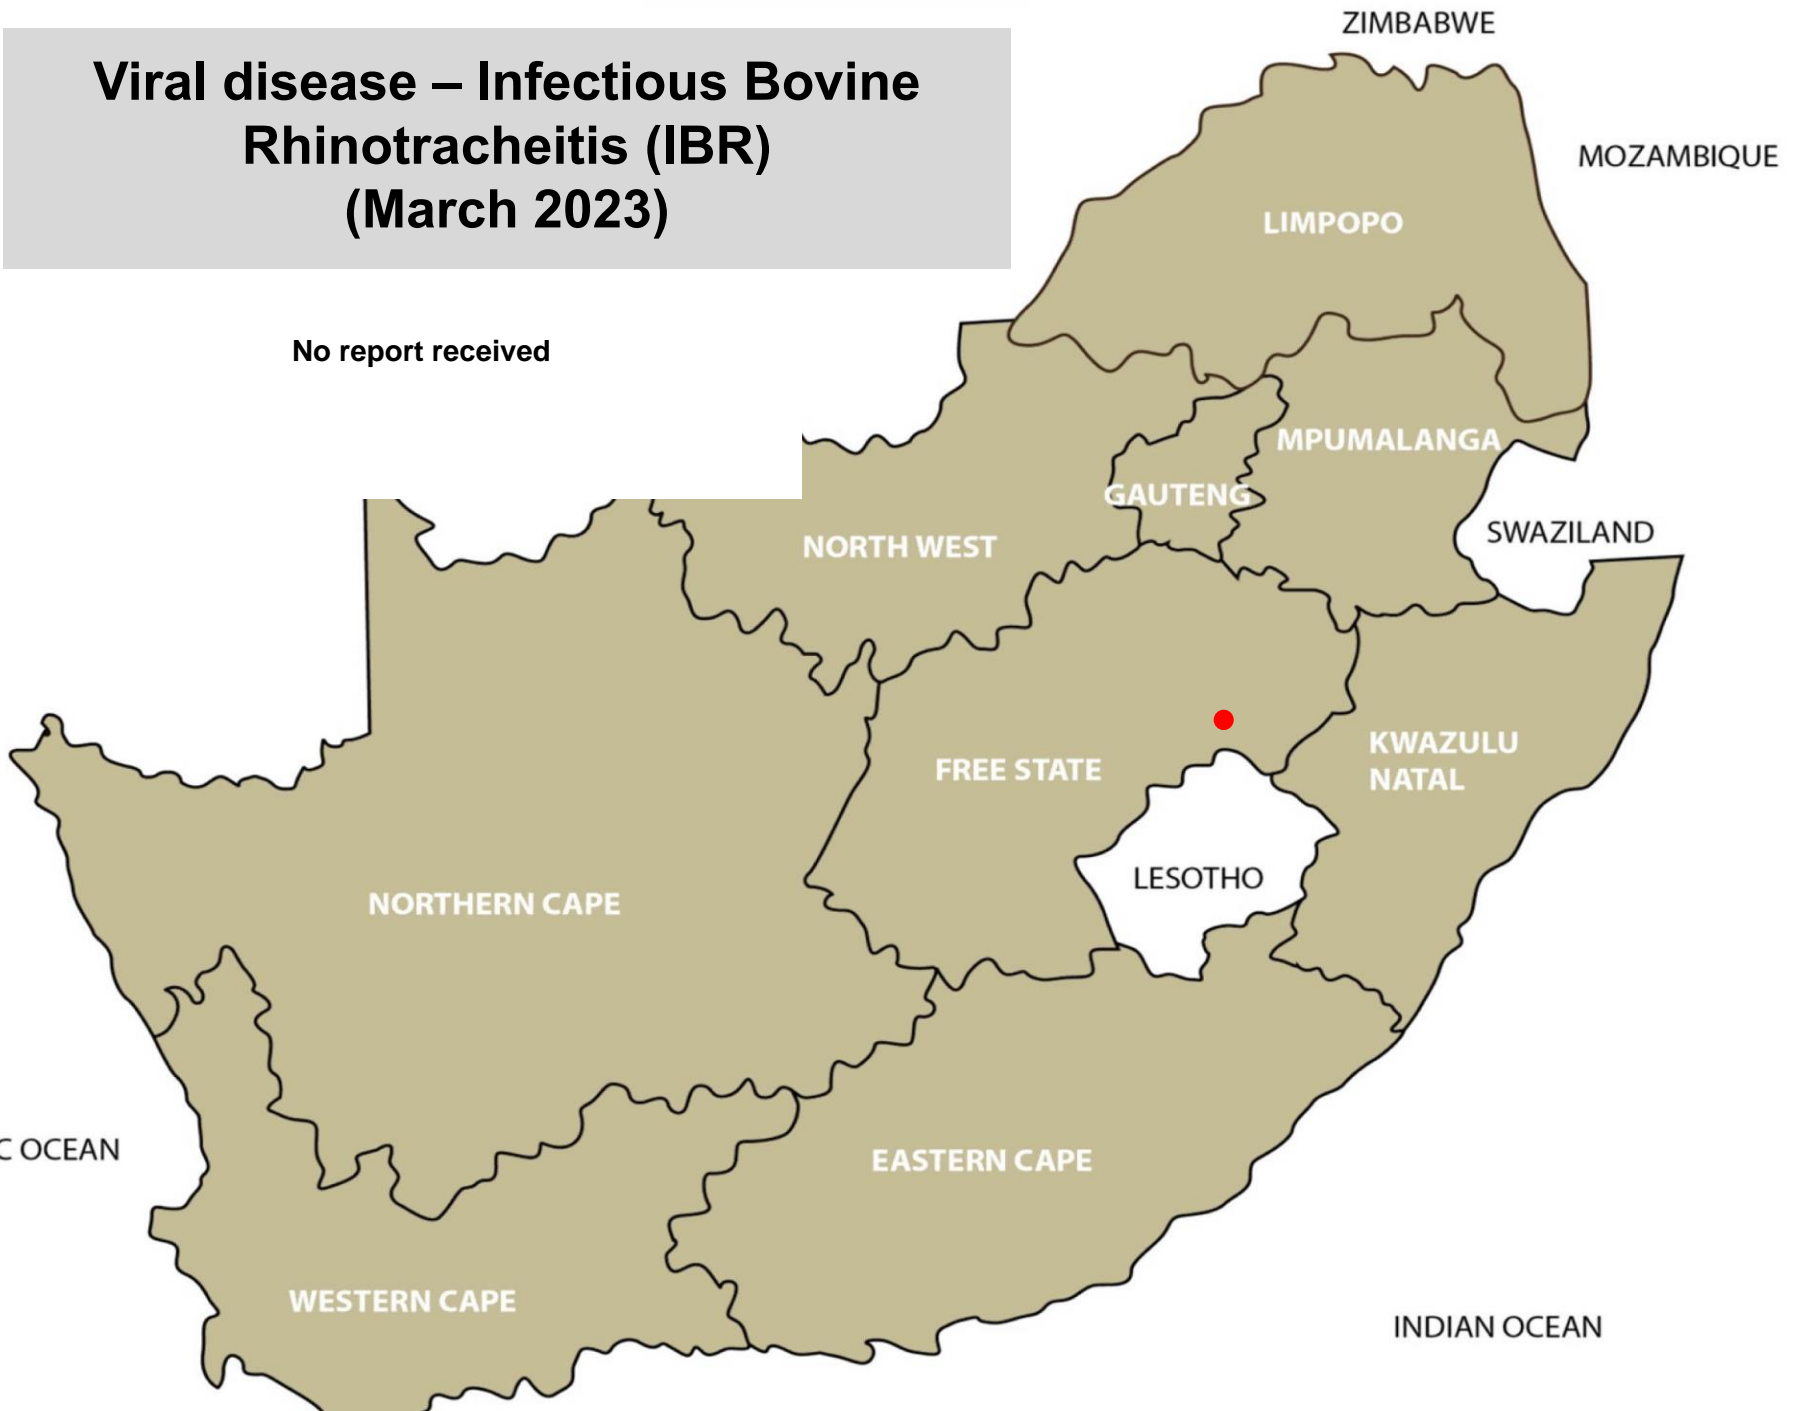 ZIMBABWE
Viral disease – Infectious Bovine
Rhinotracheitis (IBR)
(March 2023)
MOZAMBIQUE
LIMPOPO
No report received
MPUMALANGA
GAUTENG
SWAZILAND
NORTH WEST
KWAZULU
NATAL
FREE STATE
LESOTHO
NORTHERN CAPE
C OCEAN
EASTERN CAPE
WESTERN CAPE
INDIAN OCEAN